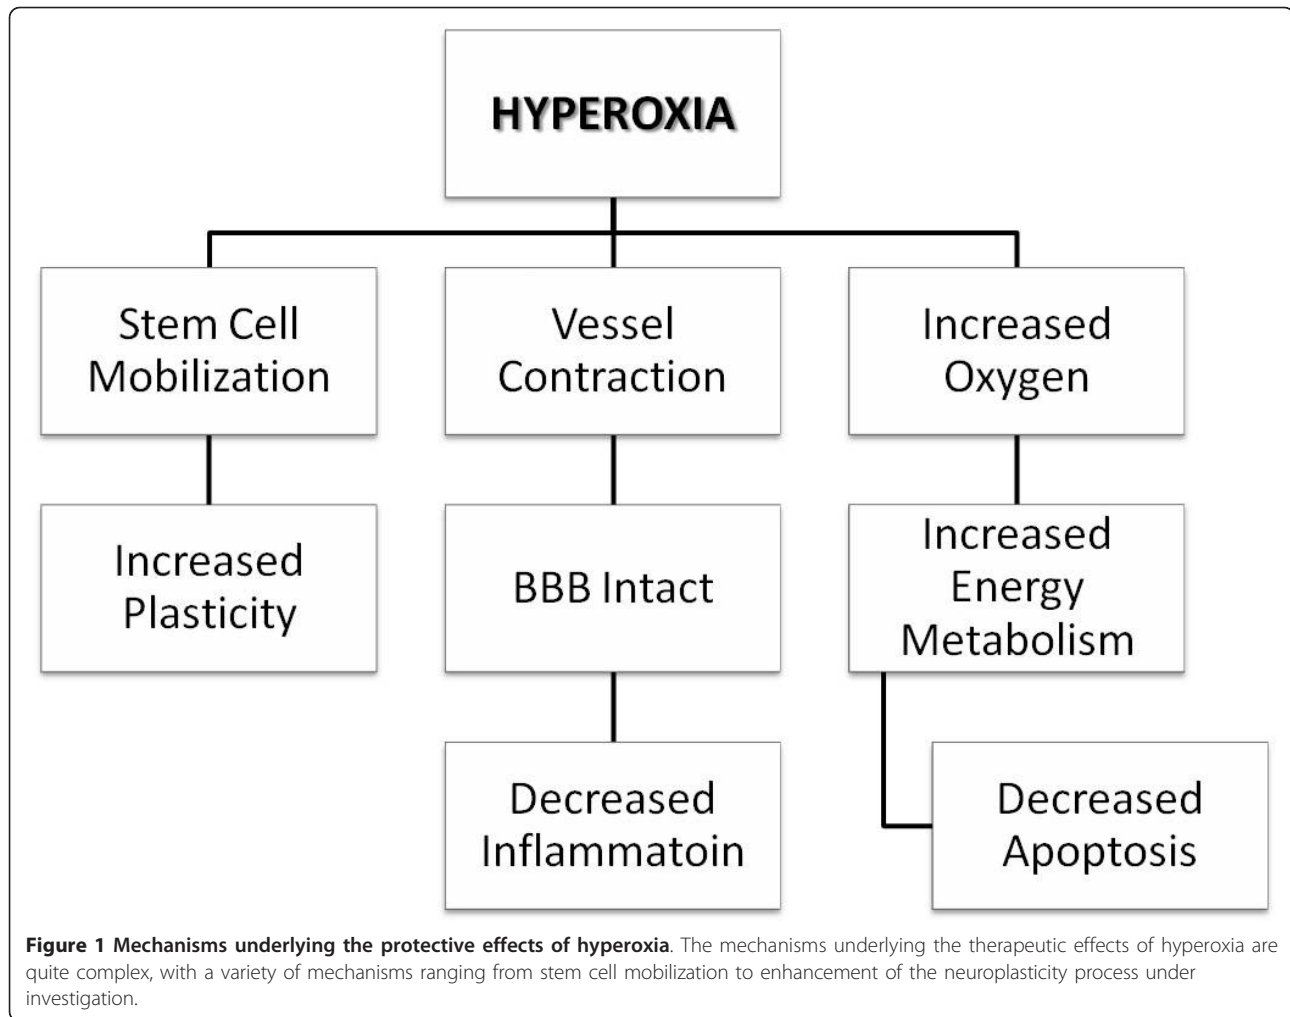 HYPEROXIA
Stem Cell
Mobilization
Vessel
Contraction
Increased
Oxygen
Increased
Plasticity
BBB Intact
Increased
Energy
Metabolism
Decreased
Inflammatoin
Decreased
Apoptosis
Figure 1 Mechanisms underlying the protective effects of hyperoxia. The mechanisms underlying the therapeutic effects of hyperoxia are
quite complex, with a variety of mechanisms ranging from stem cell mobilization to enhancement of the neuroplasticity process under
investigation.